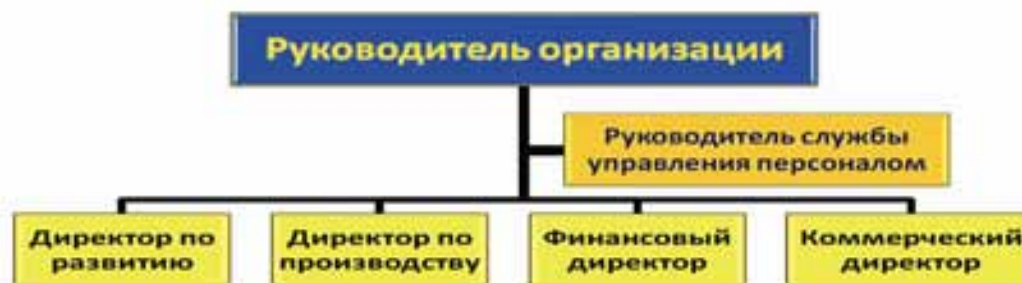 Руководитель организации
Руководитель службы
управления персоналом
Директор по
развитию
Директор по
производству
Финансовый
директор
Коммерческий
директор